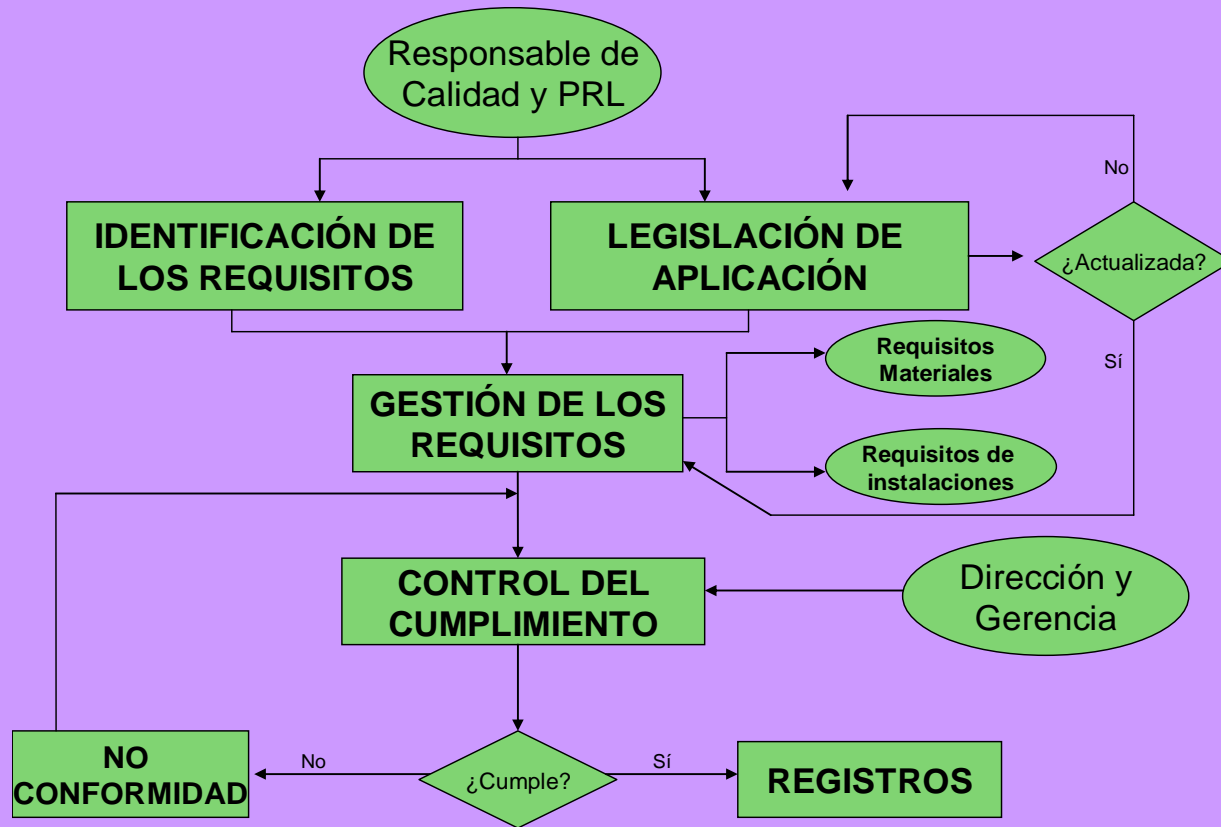 Responsable de
Calidad y PRL
No
IDENTIFICACIÓN DE
LOS REQUISITOS
LEGISLACIÓN DE
APLICACIÓN
¿Actualizada?
Requisitos
Materiales
Sí
GESTIÓN DE LOS
REQUISITOS
Requisitos de
instalaciones
CONTROL DEL
CUMPLIMIENTO
Dirección y
Gerencia
NO
CONFORMIDAD
No
¿Cumple?
Sí
REGISTROS